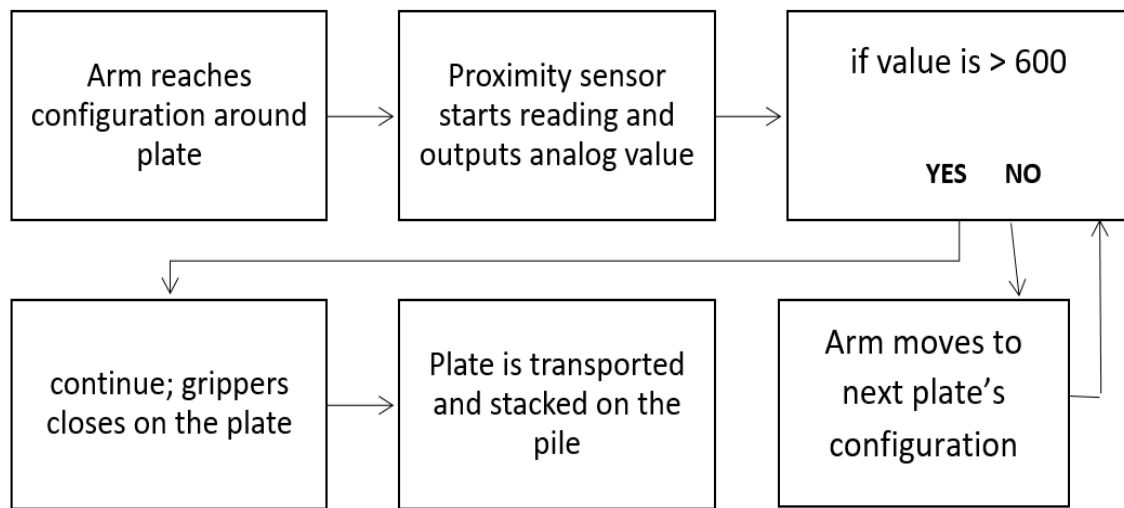 Arm reaches
configuration around
plate
Proximity sensor
starts reading and
outputs analog value
if value is > 600
YES NO
continue; grippers
closes on the plate
Plate is transported
and stacked on the
pile
Arm moves to
next plate’s
configuration